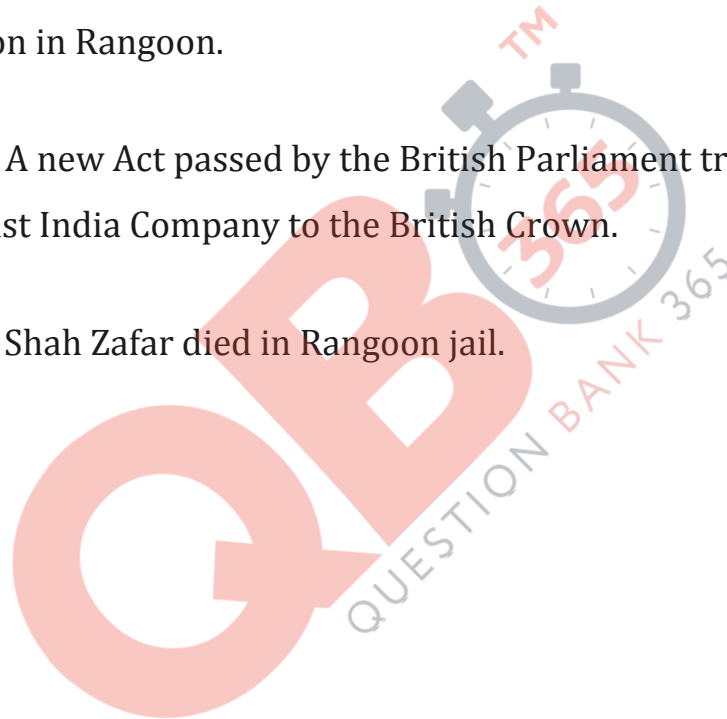 on in Rangoon.
A new Act passed by the British Parliament tr
st India Company to the British Crown.
Shah Zafar died in Rangoon jail.
TM
365
QB
QUESTION BANK 365